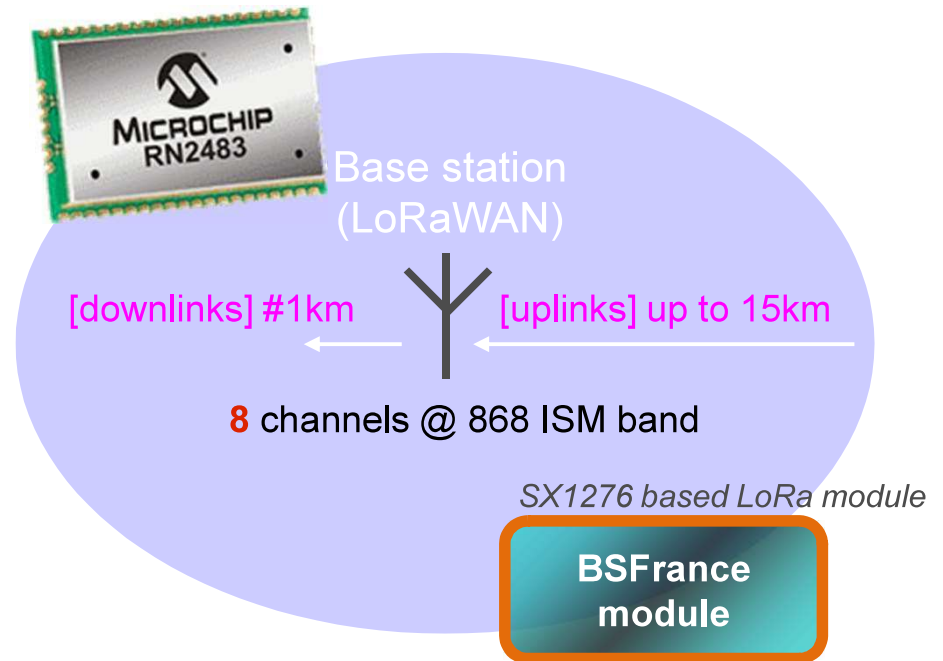 MICROCHIP
RN2483
Base station
(LoRaWAN)
[downlinks] #1km
[uplinks] up to 15km
8 channels @ 868 ISM band
SX1276 based LoRa module
BSFrance
module